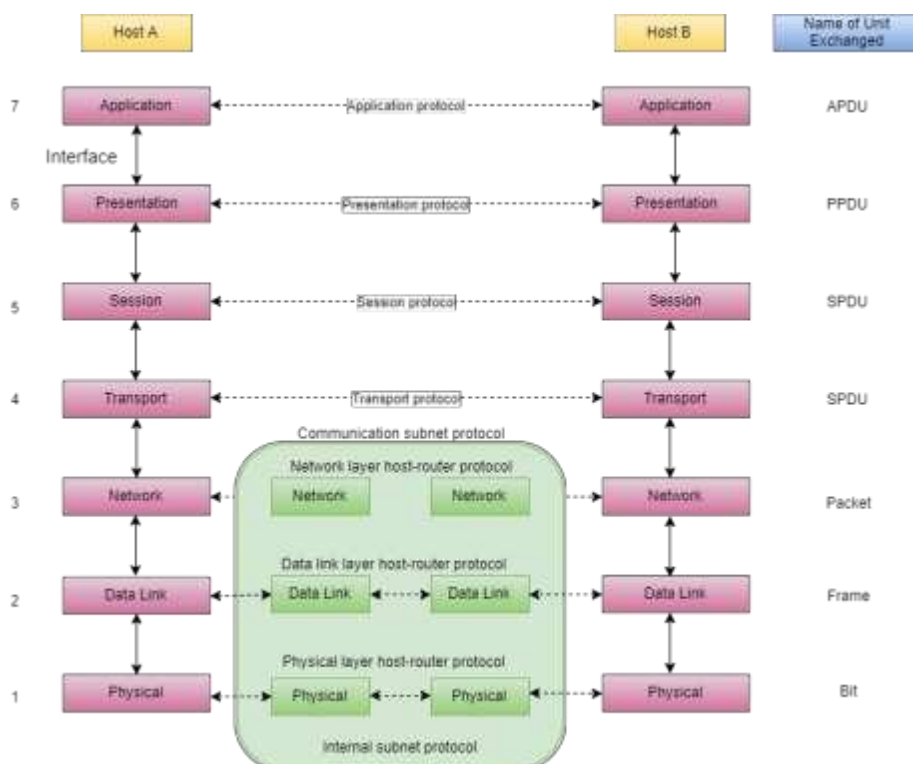 Host A
Host B
Name of Unit
Exchanged
7
Application
Application protocol
Application
APDU
Interface
6
Presentation
Presentation protocol
Presentation
PPDU
5
Session
Session protocol
Session
SPDU
4
Transport
Transport protocol
Transport
SPDU
Communication subnet protocol
Network layer host-router protocol
3
Network
Network
Network
Network
Packet
Data link layer host-router protocol
2
Data Link
Data Link
Data Link
Data Link
Frame
Physical layer host-router protocol
1
Physical
Physical
Physical
Physical
Bit
Internal subnet protocol